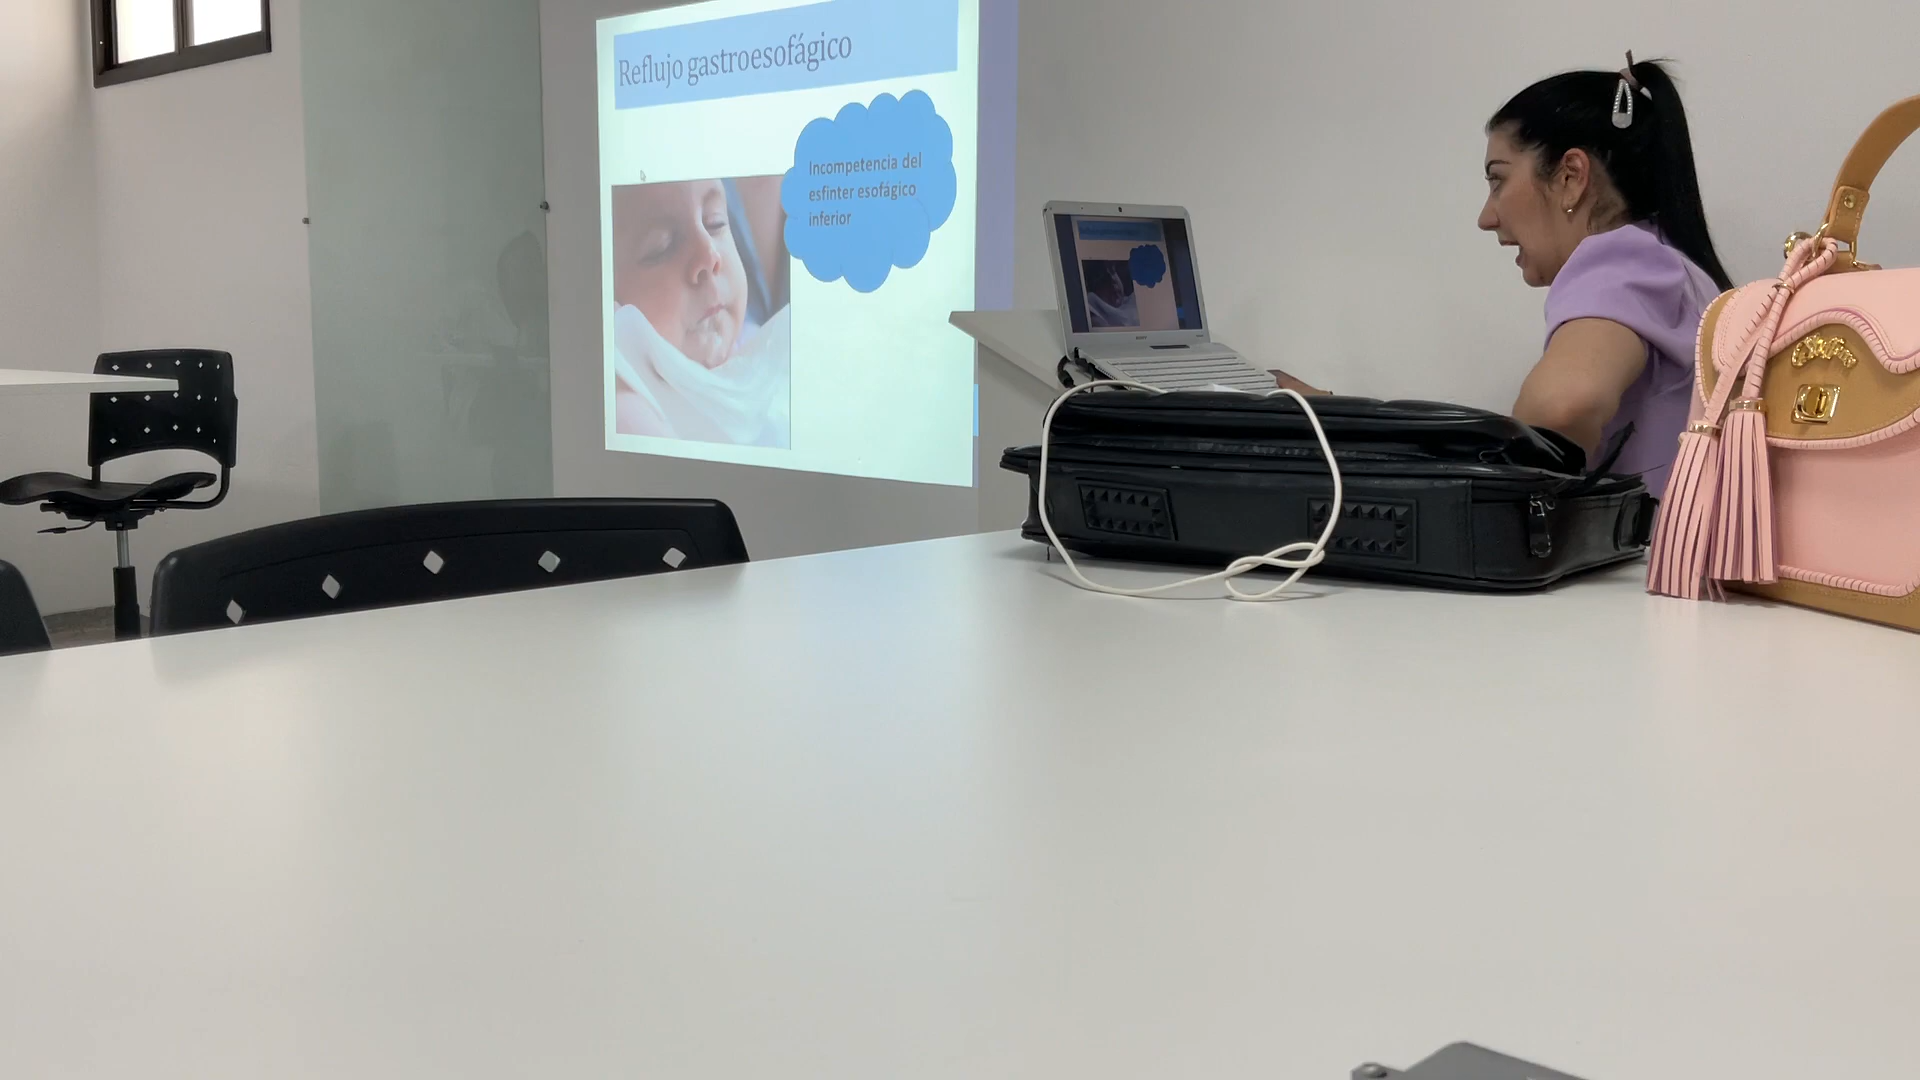 Reflujo gastroesofágico
Incompetencia del
esfinter esofágico
inferior